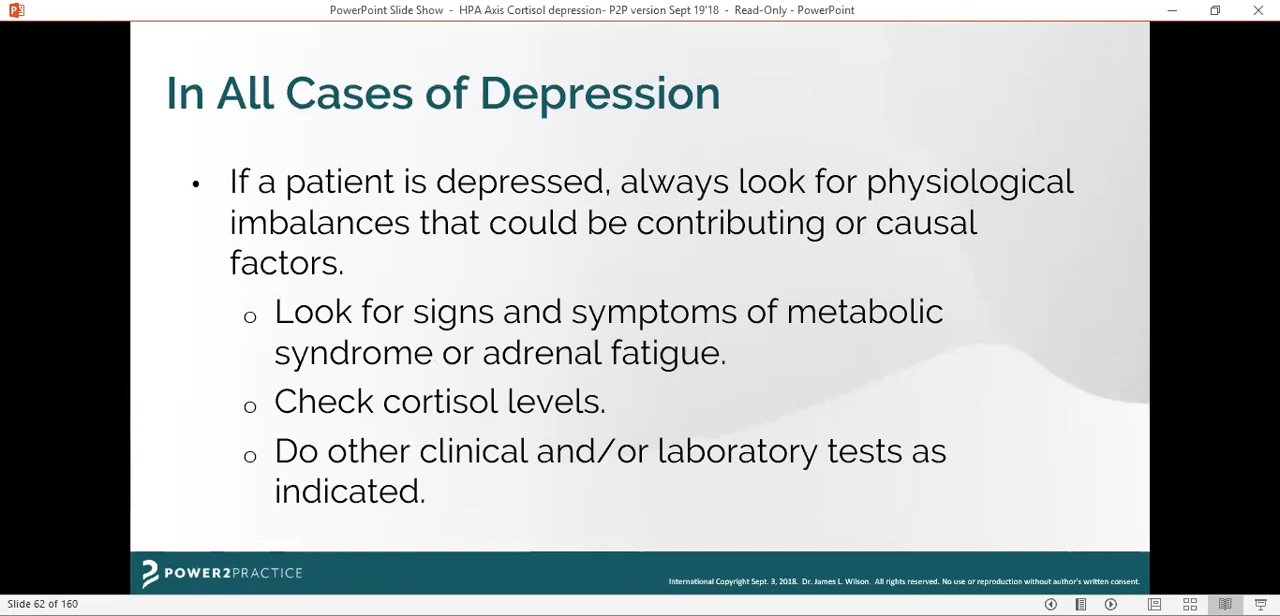 PowerPoint Slide Show - HPA Axis Cortisol depression- P2P version Sept 19'18 - Read-Only - PowerPoint
In All Cases of Depression
• If a patient is depressed, always look for physiological
imbalances that could be contributing or causal
factors.
o Look for signs and symptoms of metabolic
syndrome or adrenal fatigue.
o Check cortisol levels.
o Do other clinical and/or laboratory tests as
indicated.
POWER2PRACTICE
International Copyright Sept. 3, 2018. Dr. James L. Wilson. All rights reserved. No use or reproduction without author's written consent.
Slide 62 of 160